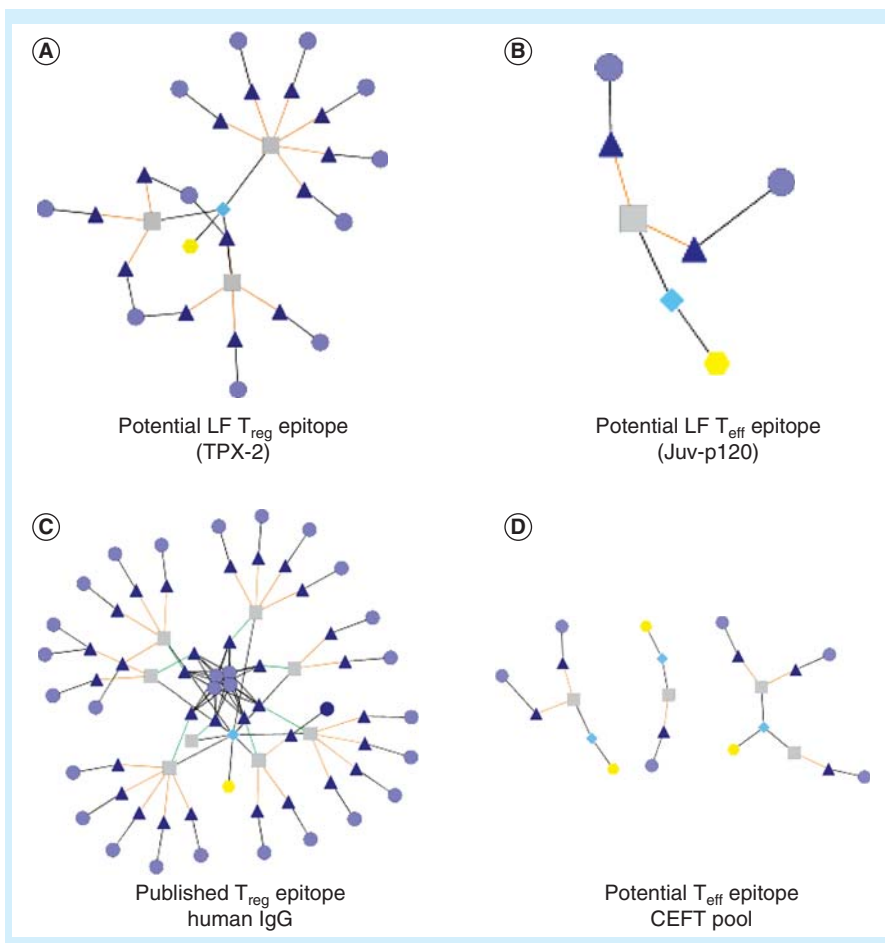 A
B
Potential LF Treg epitope
(TPX-2)
Potential LF Teff epitope
(Juv-p120)
C
D
Published Treg epitope
human IgG
Potential Teff epitope
CEFT pool